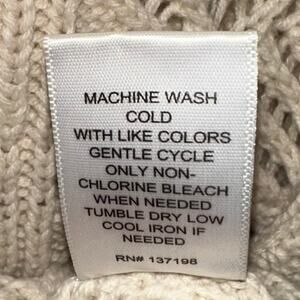 MACHINE WASH
COLD
WITH LIKE COLORS
GENTLE CYCLE
ONLY NON-
CHLORINE BLEACH
WHEN NEEDED
TUMBLE DRY LOW
COOL IRON IF
NEEDED
RN# 137198